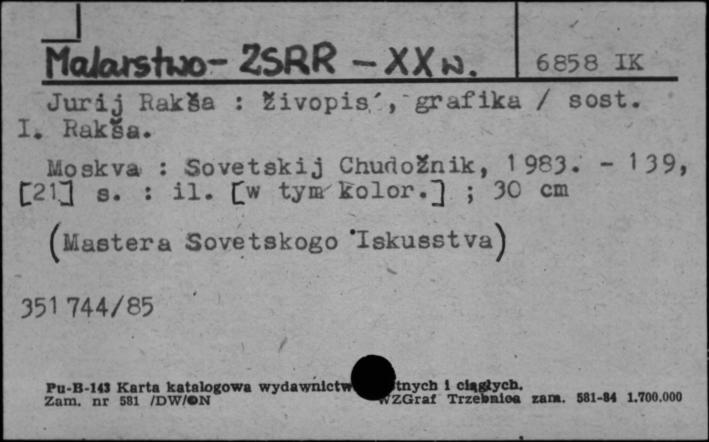 Malarstwo - ZSRR - XX w.
6858 IK
Jurij Rakša : živopis´, grafika / sost.
I. Rakša.
Moskva : Sovetskij Chudožnik, 1983. - 139,
[21] s. : il. [w tym kolor.] ; 30 cm
(Mastera Sovetskogo Iskusstva)
351 744/85
Pu-B-143 Karta katalogowa wydawnictw tnych i ciągłych.
Zam. nr 581 /DW/ON WZGraf Trzebnica zam. 581-84 1.700.000